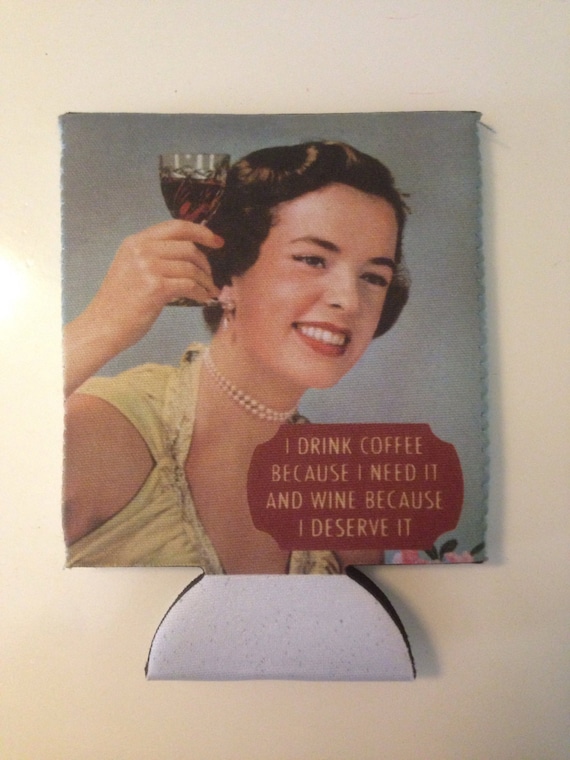 I DRINK COFFEE
BECAUSE I NEED IT
AND WINE BECAUSE
I DESERVE IT